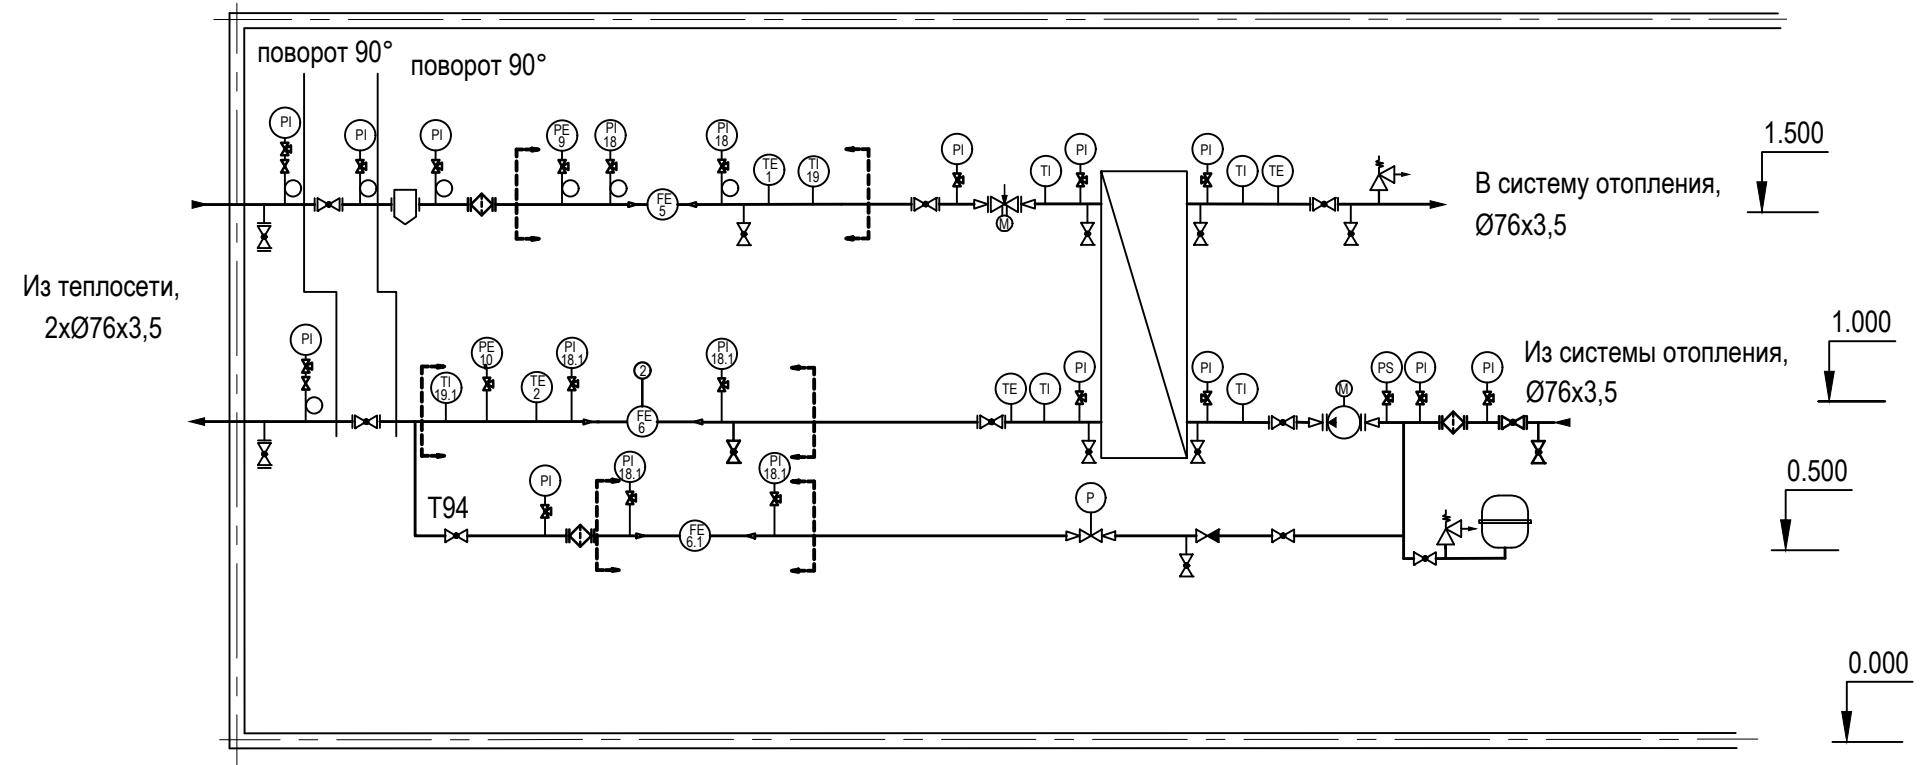 поворот 90°
поворот 90°
PI
PI
PI
PE
9
PI
18
FE
5
PI
18
TE
1
TI
19
PI
M
TI
PI
PI
TI
TE
1.500
В систему отопления,
Ø76x3,5
Из теплосети,
2xØ76x3,5
PI
TI
19.1
PE
10
TE
2
PI
18.1
2
FE
6
PI
18.1
TE
TI
PI
PI
TI
M
PS
PI
PI
Из системы отопления,
Ø76x3,5
1.000
T94
PI
PI
18.1
FE
6.1
PI
18.1
P
0.500
0.000